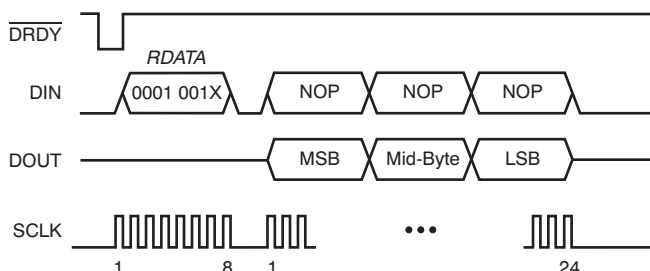 DRDY
RDATA
DIN 0001 001X NOP NOP NOP
DOUT MSB Mid-Byte LSB
SCLK •••
1 8 1 24